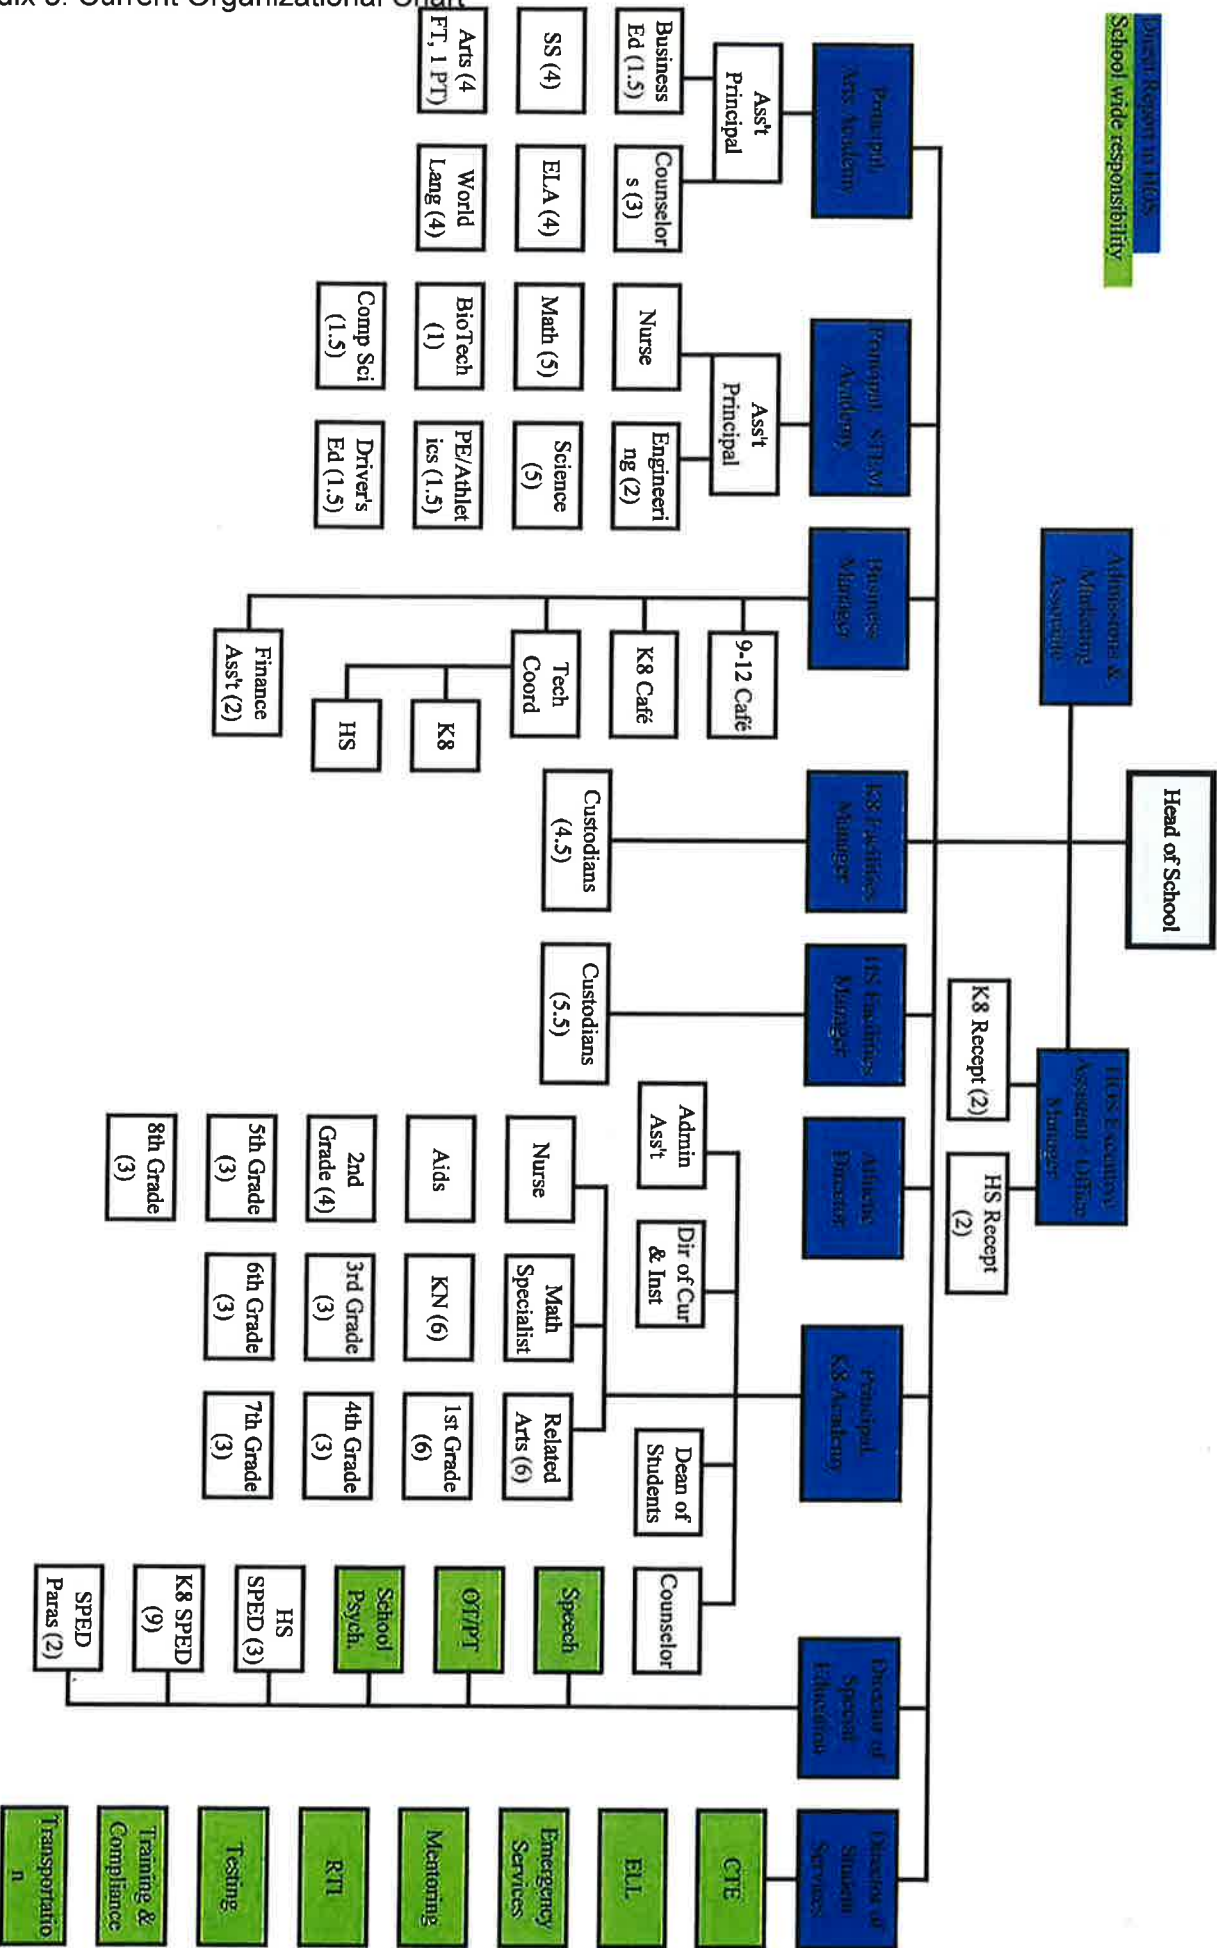 dix 3: Current Organizational Chart
Direct Report to HOS
School wide responsibility
Head of School
Admissions &
Marketing
Associate
HOS Executive
Assistant / Office
Manager
K8 Recept (2)
HS Recept
(2)
Principal,
Arts Academy
Principal, STEM
Academy
Business
Manager
K8 Facilities
Manager
HS Facilities
Manager
Athletic
Director
Principal,
K8 Academy
Director of
Special
Education
Director of
Student
Services
Ass't
Principal
Business
Ed (1.5)
Counselor
s (3)
SS (4)
ELA (4)
Arts (4
FT, 1 PT)
World
Lang (4)
Ass't
Principal
Nurse
Engineeri
ng (2)
Math (5)
Science
(5)
BioTech
(1)
PE/Athlet
ics (1.5)
Comp Sci
(1.5)
Driver's
Ed (1.5)
9-12 Café
K8 Café
Tech
Coord
K8
HS
Finance
Ass't (2)
Custodians
(4.5)
Custodians
(5.5)
Admin
Ass't
Dir of Cur
& Inst
Dean of
Students
Counselor
Nurse
Math
Specialist
Related
Arts (6)
Aids
KN (6)
1st Grade
(6)
2nd
Grade (4)
3rd Grade
(3)
4th Grade
(3)
5th Grade
(3)
6th Grade
(3)
7th Grade
(3)
8th Grade
(3)
Speech
OT/PT
School
Psych.
HS
SPED (3)
K8 SPED
(9)
SPED
Paras (2)
CTE
ELL
Emergency
Services
Mentoring
RTI
Testing
Training &
Compliance
Transportatio
n